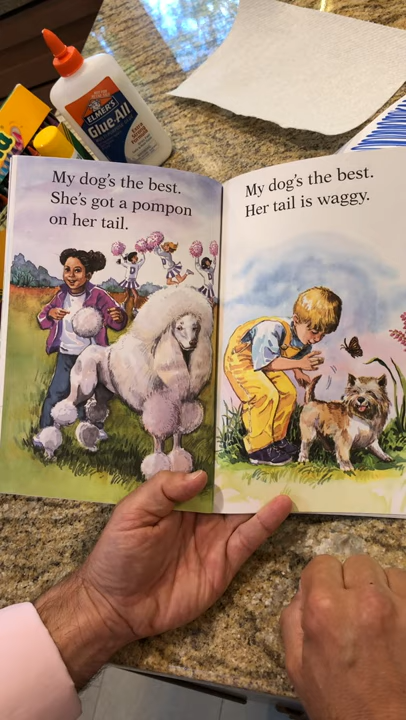 ELMER'S
Glue-All
My dog's the best.
She's got a pompon
on her tail.
My dog's the best.
Her tail is waggy.